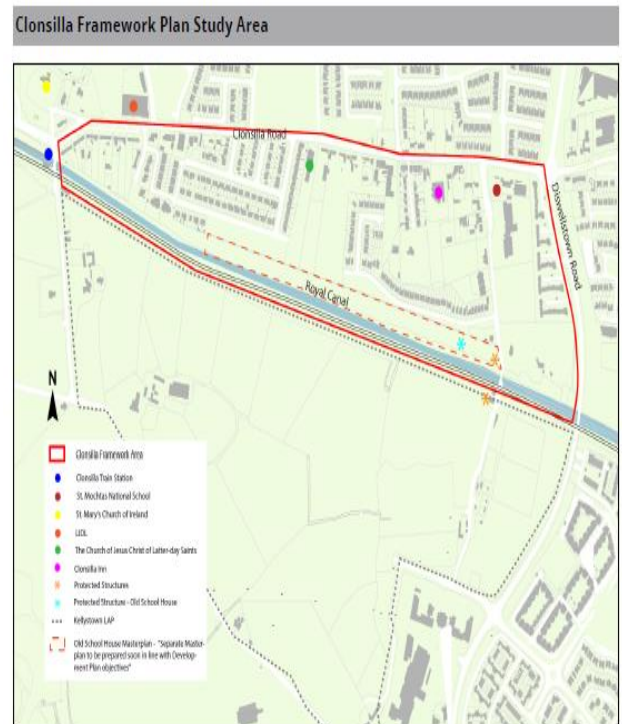 Clonsilla Framework Plan Study Area
Clonsilla Road
Diswellstown Road
Royal Canal
N
Clonsilla Framework Area
Clonsilla Train Station
St. Mochtas National School
St. Mary's Church of Ireland
LIDL
The Church of Jesus Christ of Latter-day Saints
Clonsilla Inn
Protected Structures
Protected Structure - Old School House
Kellystown LAP
Old School House Masterplan - "Separate Master-
plan to be prepared soon in line with Develop-
ment Plan objectives"